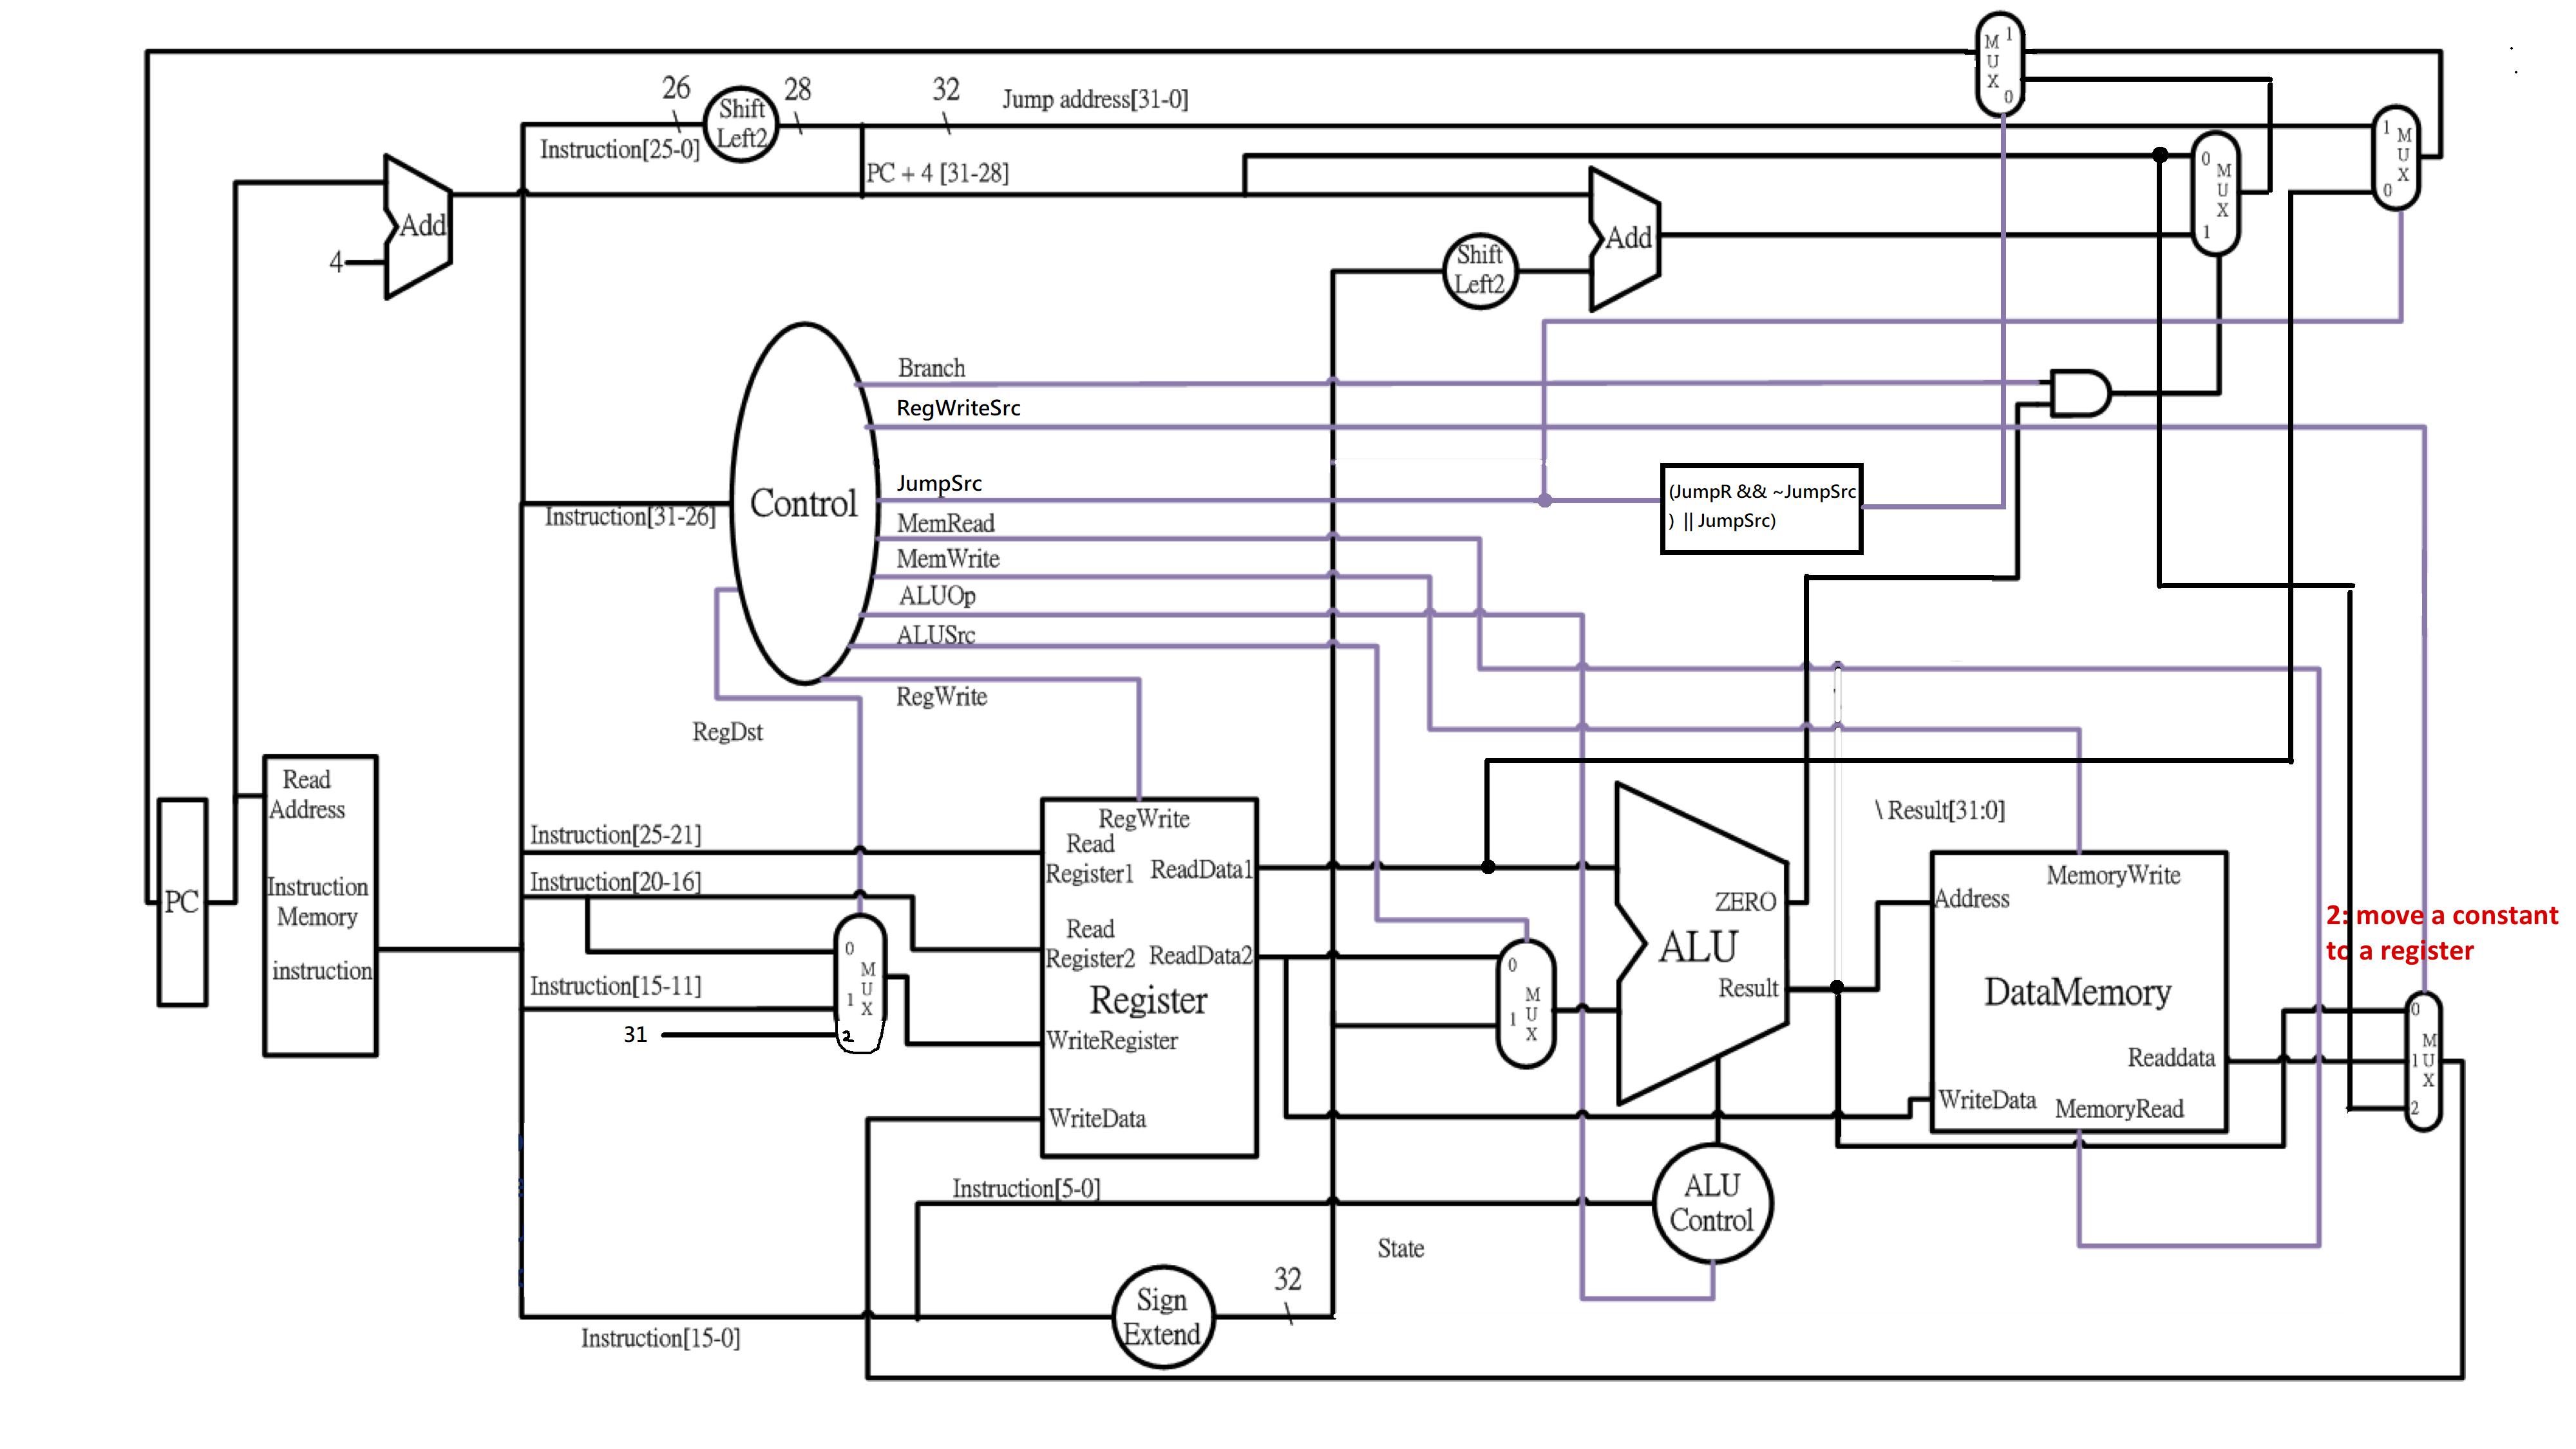 M 1
U
X
0
26
Shift
Left2
28
32
Jump address[31-0]
Instruction[25-0]
PC + 4 [31-28]
1 M
U
X
0
0
M
U
X
1
Add
4
Shift
Left2
Add
Branch
RegWriteSrc
JumpSrc
(JumpR && ~JumpSrc
) || JumpSrc)
Control
Instruction[31-26]
MemRead
MemWrite
ALUOp
ALUSrc
RegWrite
RegDst
Read
Address
Instruction
Memory
instruction
PC
Instruction[25-21]
Instruction[20-16]
Instruction[15-11]
31
0
M
1 U
X
2
RegWrite
Read
Register1
ReadData1
Read
Register2
ReadData2
Register
WriteRegister
WriteData
0
M
1 U
X
ZERO
ALU
Result
\ Result[31:0]
MemoryWrite
Address
DataMemory
Readdata
WriteData
MemoryRead
2: move a constant
to a register
0
M
1 U
X
2
Instruction[5-0]
ALU
Control
State
32
Sign
Extend
Instruction[15-0]